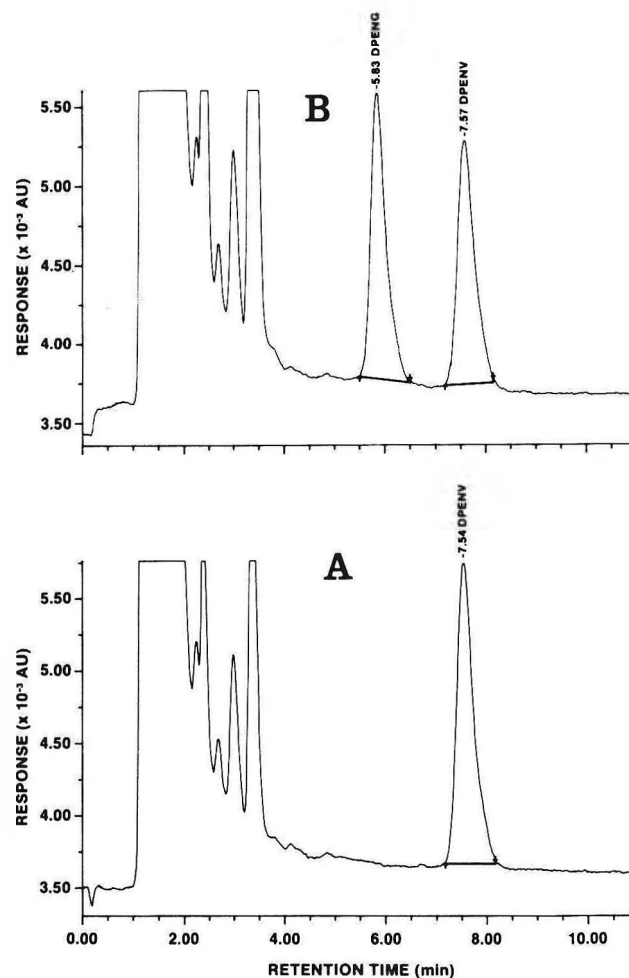 B
-5.83 DPENG
-7.57 DPENV
RESPONSE (x 10⁻³ AU)
5.50
5.00
4.50
4.00
3.50
A
-7.54 DPENV
RESPONSE (x 10⁻³ AU)
5.50
5.00
4.50
4.00
3.50
0.00 2.00 4.00 6.00 8.00 10.00
RETENTION TIME (min)